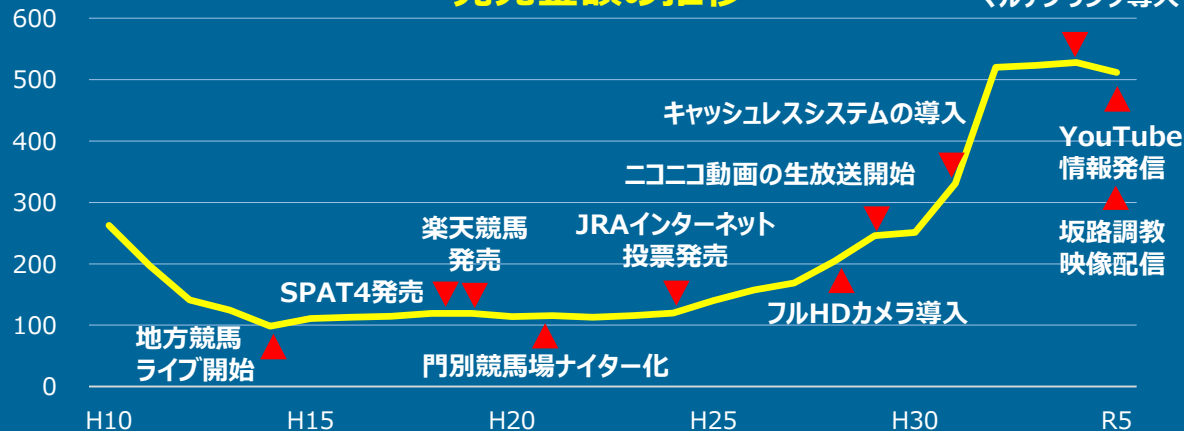 600
500
400
300
200
100
0
キャッシュレスシステムの導入
YouTube
情報発信
ニコニコ動画の生放送開始
楽天競馬
発売
JRAインターネット
投票発売
坂路調教
映像配信
SPAT4発売
フルHDカメラ導入
地方競馬
ライブ開始
門別競馬場ナイター化
H10
H15
H20
H25
H30
R5